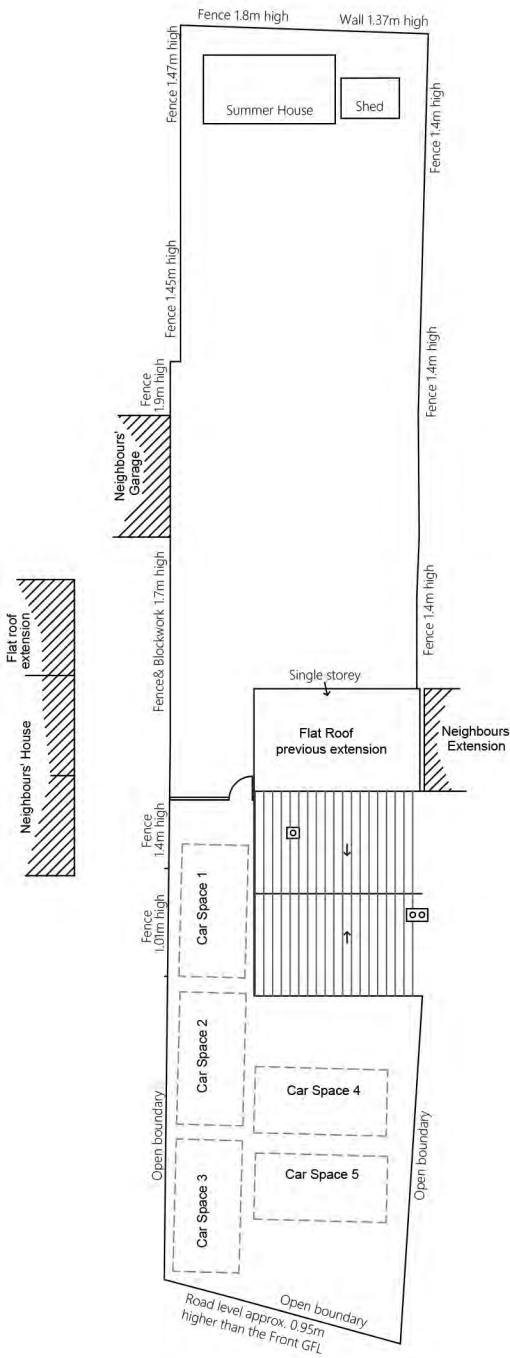 Fence 1.8m high
Wall 1.37m high
Fence 1.47m high
Summer House
Shed
Fence 1.4m high
Fence 1.45m high
Fence 1.4m high
Fence
1.9m high
Neighbours'
Garage
Fence& Blockwork 1.7m high
Fence 1.4m high
Flat roof
extension
Neighbours' House
Single storey
Flat Roof
previous extension
Neighbours
Extension
Fence
1.4m high
Fence
1.01m high
Car Space 1
Car Space 2
Car Space 3
Car Space 4
Car Space 5
Open boundary
Open boundary
Open boundary
Road level approx. 0.95m
higher than the Front GFL